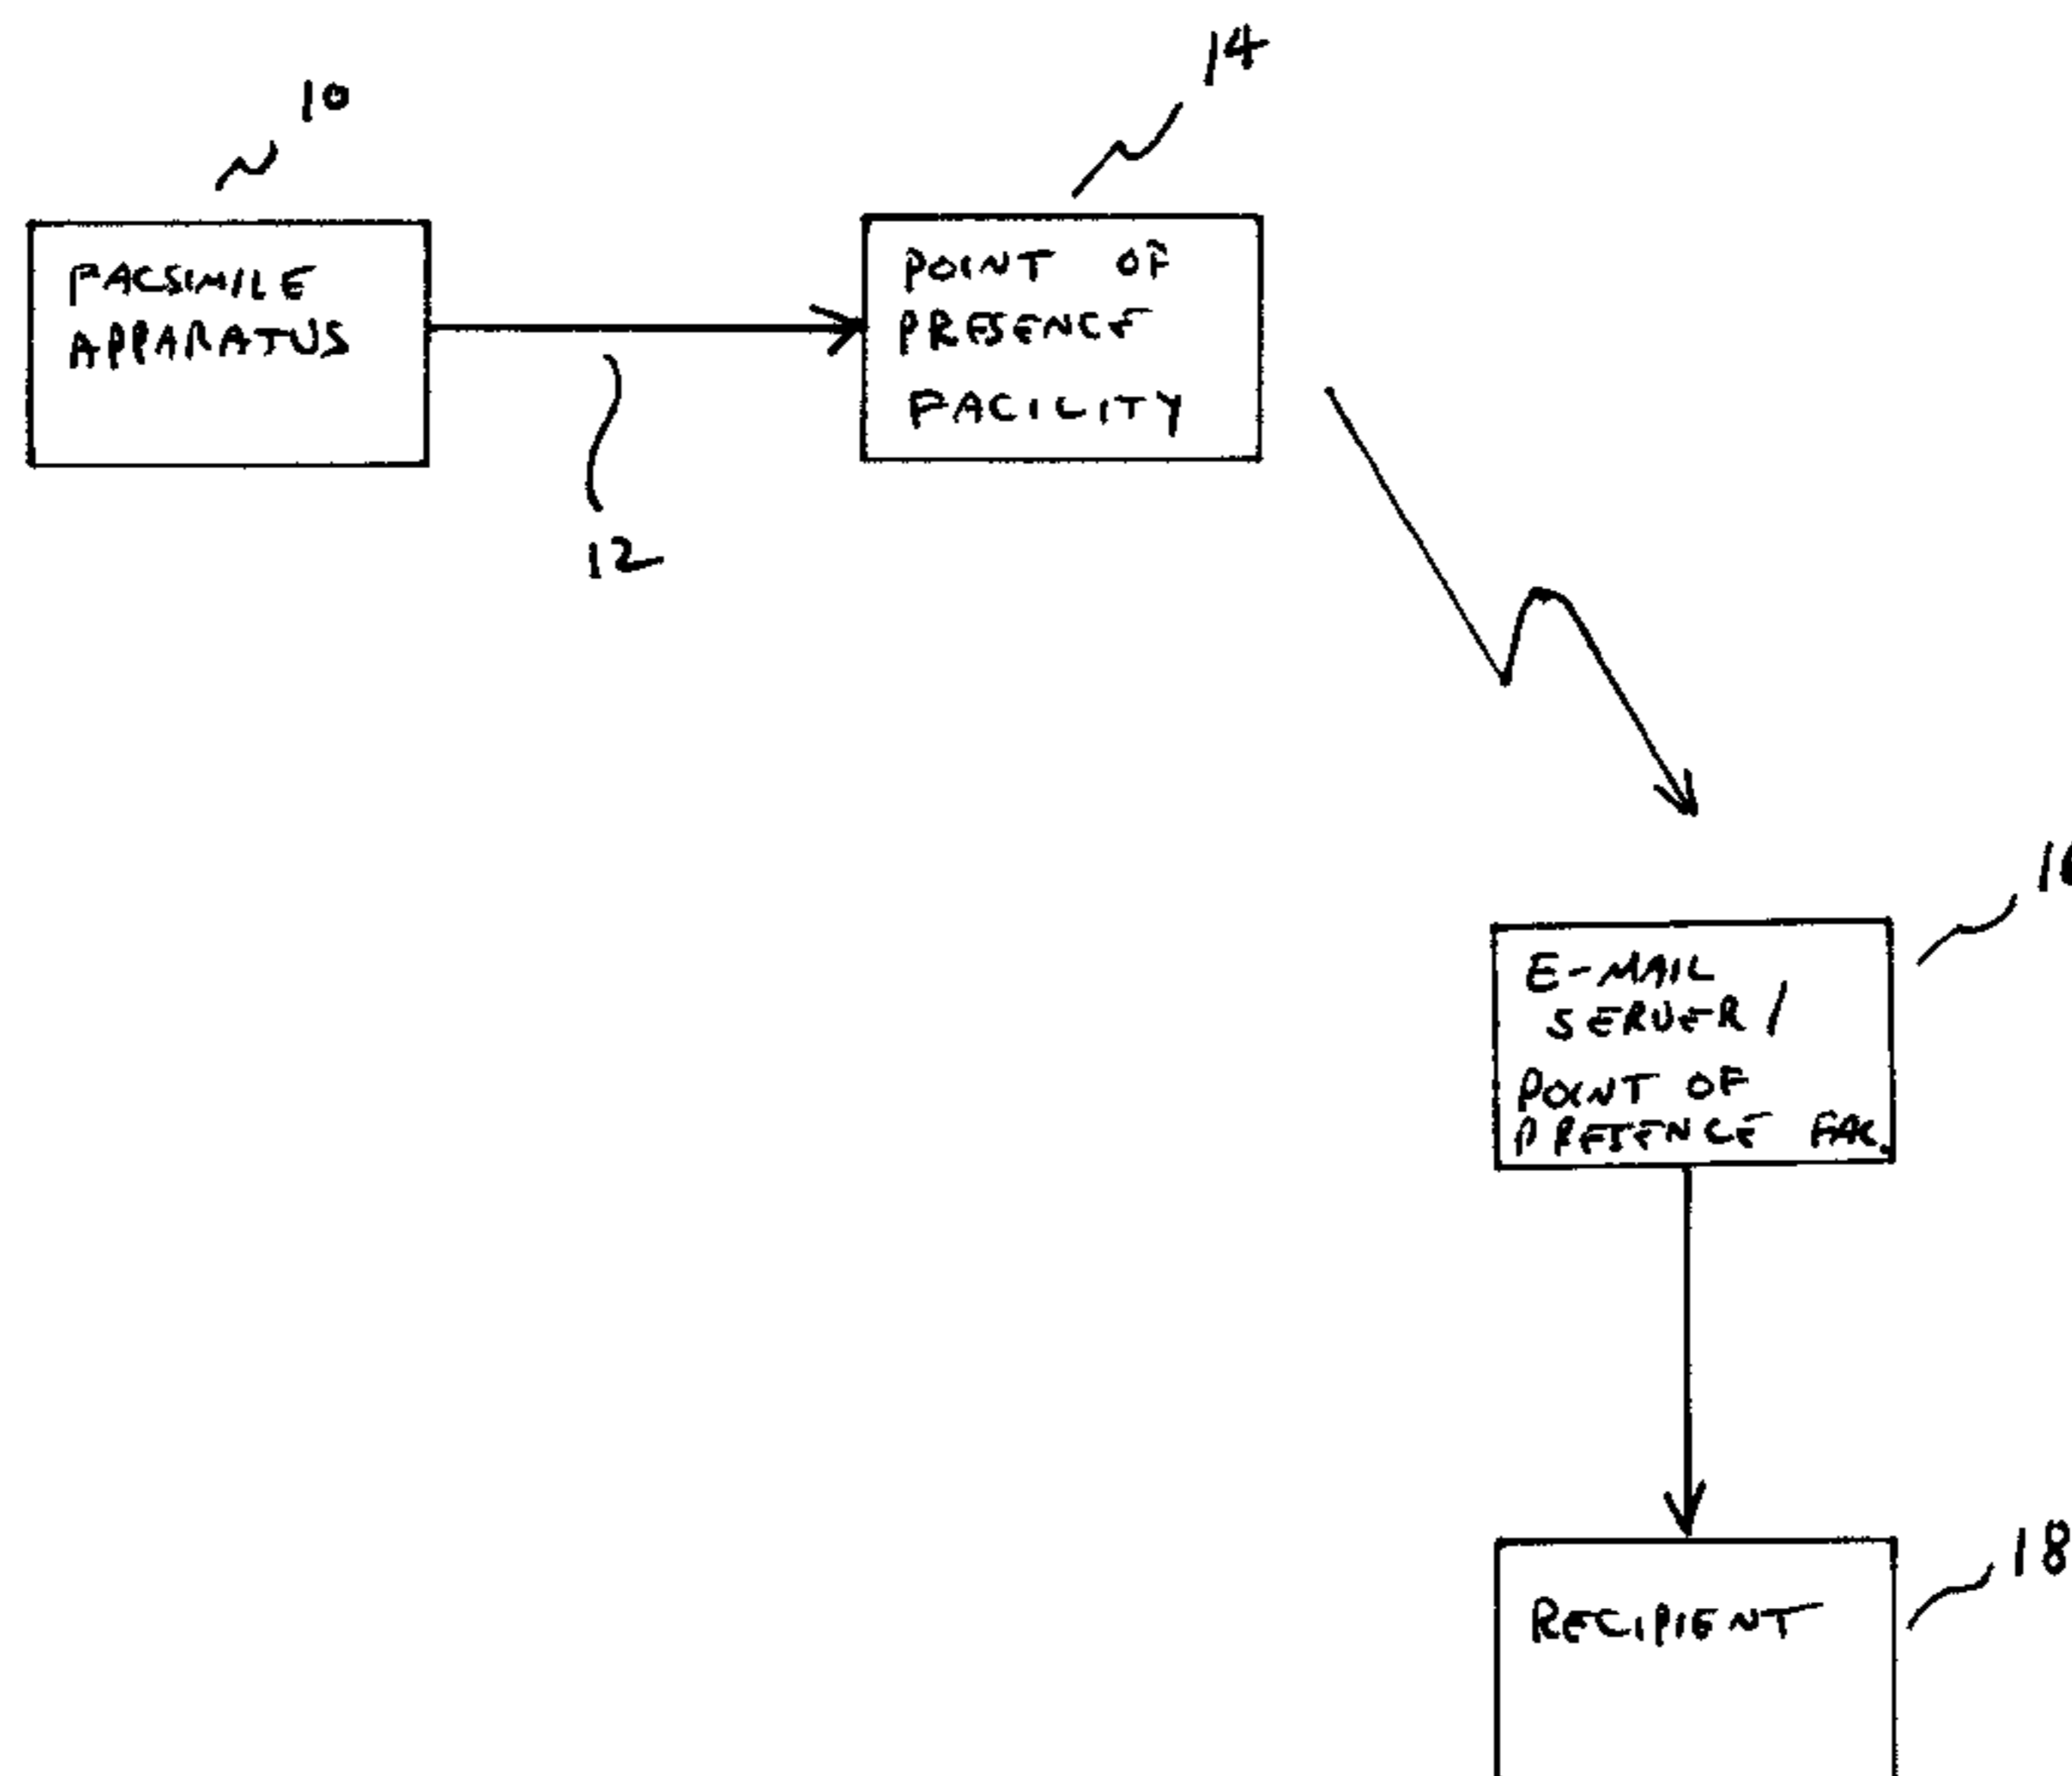 10
14
FACSIMILE
APPARATUS
POINT OF
PRESENCE
FACILITY
12
E-MAIL
SERVER/
POINT OF
PRESENCE FAC.
18
RECIPIENT